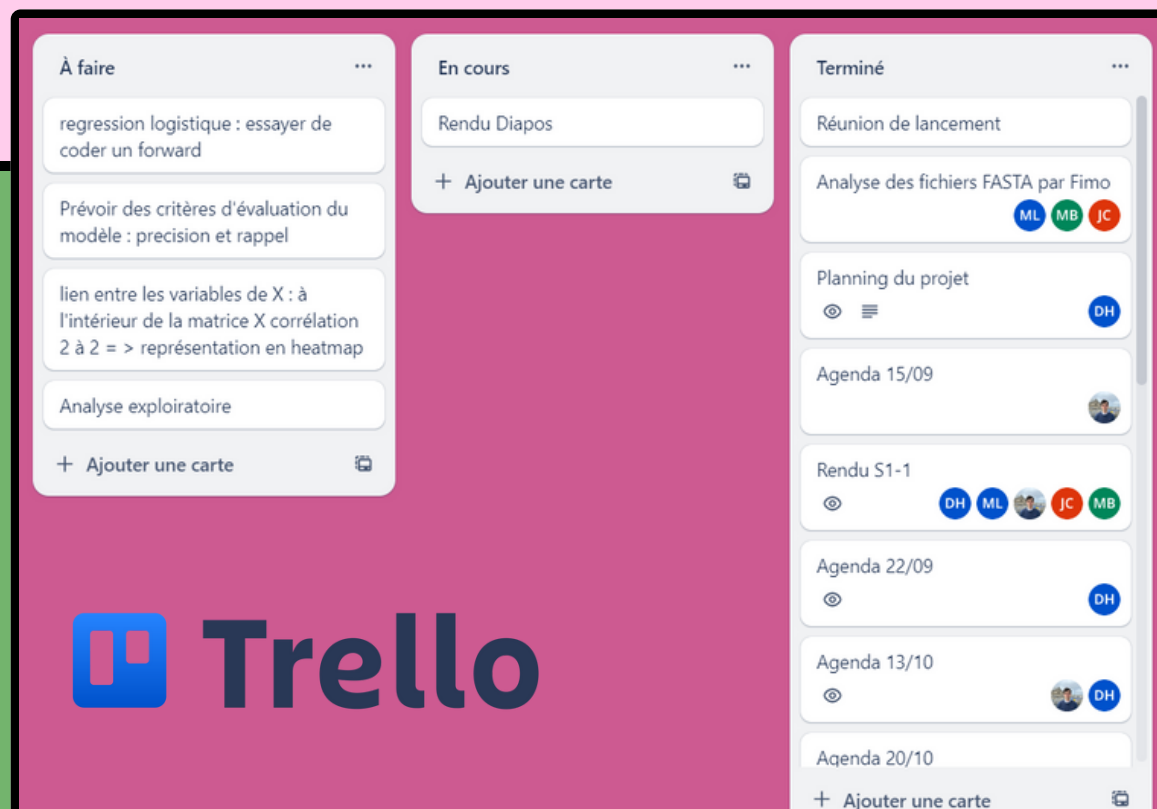 À faire
regression logistique : essayer de
coder un forward
Prévoir des critères d'évaluation du
modèle : precision et rappel
lien entre les variables de X : à
l'intérieur de la matrice X corrélation
2 à 2 = > représentation en heatmap
Analyse exploiratoire
+ Ajouter une carte
En cours
Rendu Diapos
+ Ajouter une carte
Terminé
Réunion de lancement
Analyse des fichiers FASTA par Fimo
ML MB JC
Planning du projet
DH
Agenda 15/09
Rendu S1-1
DH ML JC MB
Agenda 22/09
DH
Agenda 13/10
DH
Agenda 20/10
+ Ajouter une carte
Trello